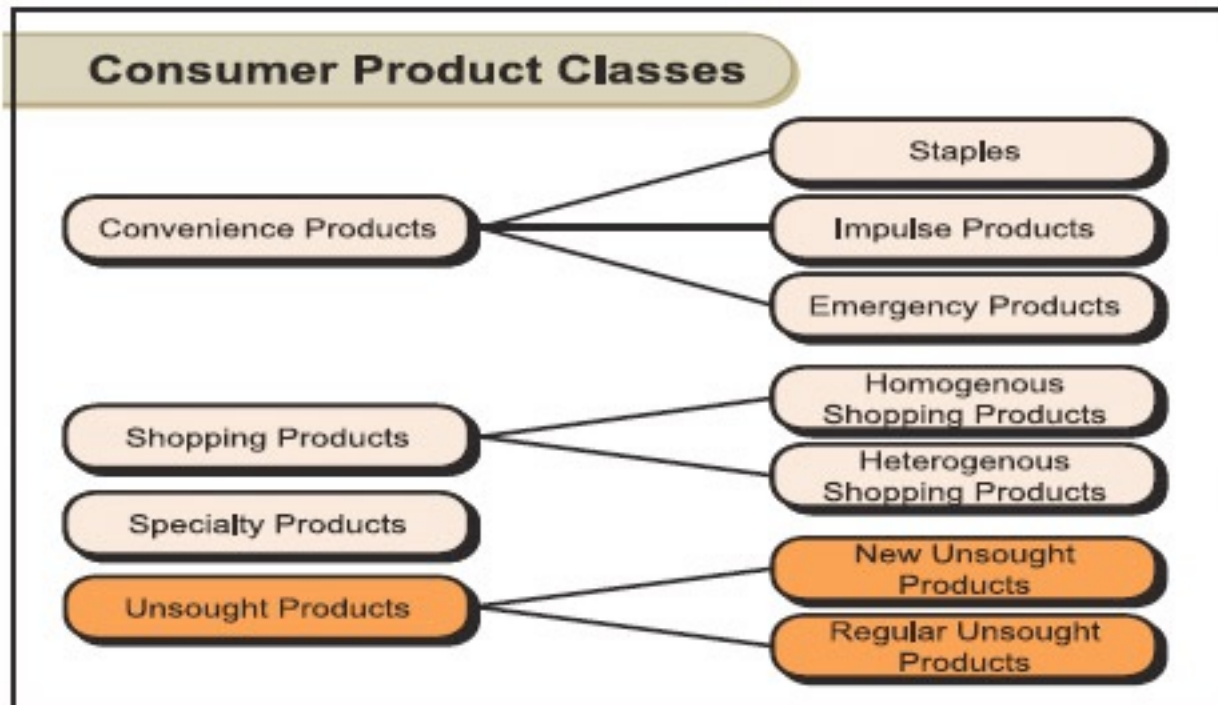 Consumer Product Classes
Convenience Products
Staples
Impulse Products
Emergency Products
Shopping Products
Homogenous
Shopping Products
Heterogenous
Shopping Products
Specialty Products
Unsought Products
New Unsought
Products
Regular Unsought
Products